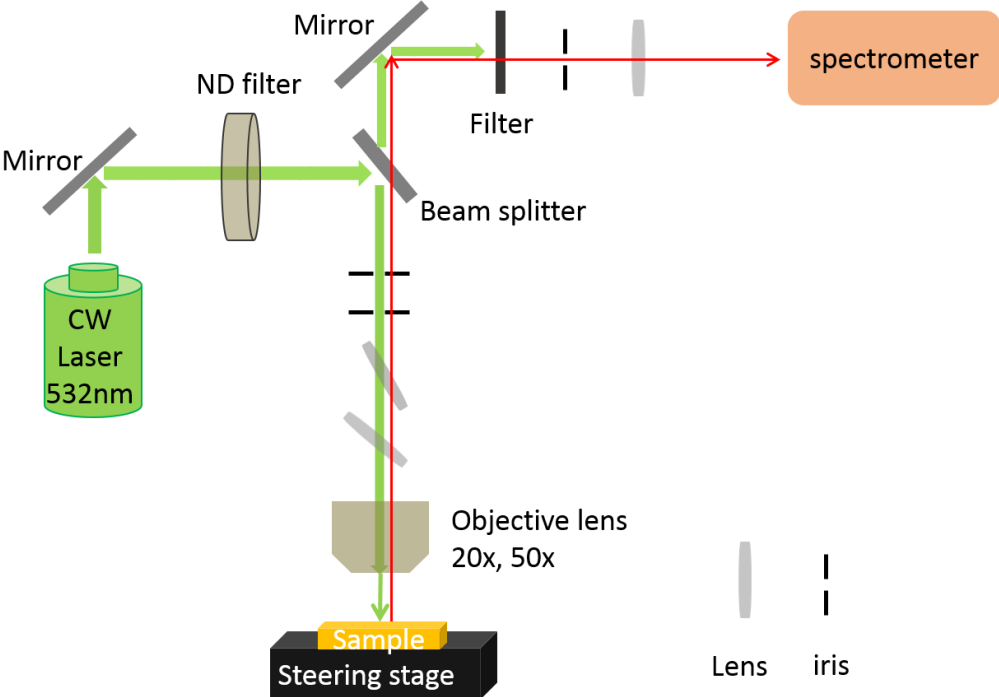 Mirror
spectrometer
ND filter
Filter
Mirror
Beam splitter
CW
Laser
532nm
Objective lens
20x, 50x
Sample
Steering stage
Lens
iris